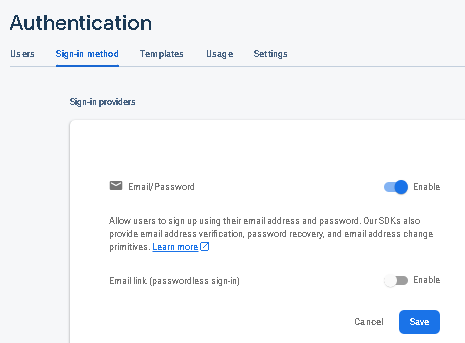 Authentication
Users Sign-in method Templates Usage Settings
Sign-in providers
Email/Password Enable
Allow users to sign up using their email address and password. Our SDKs also
provide email address verification, password recovery, and email address change
primitives. Learn more
Email link (passwordless sign-in) Enable
Cancel Save